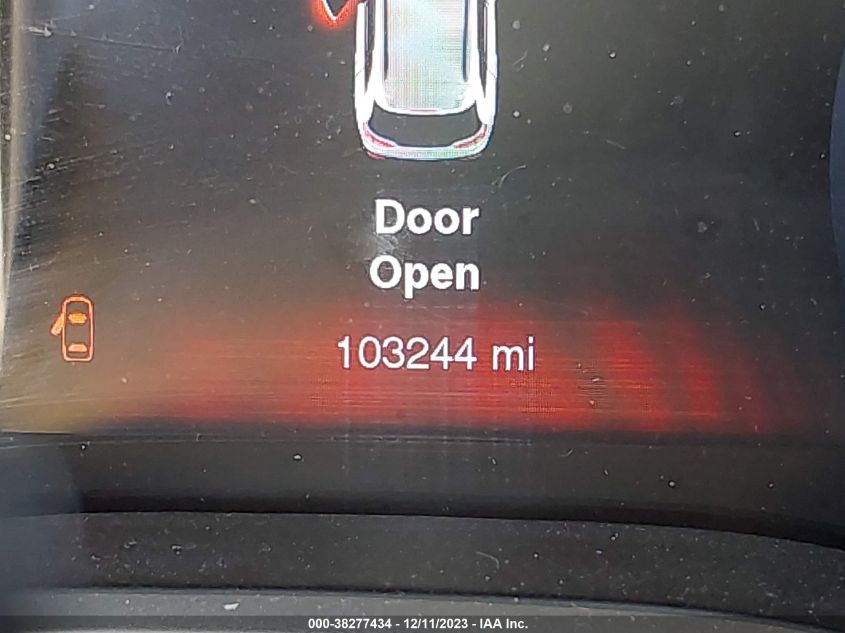 Door
Open
103244 mi
000-38277434 - 12/11/2023 - IAA Inc.